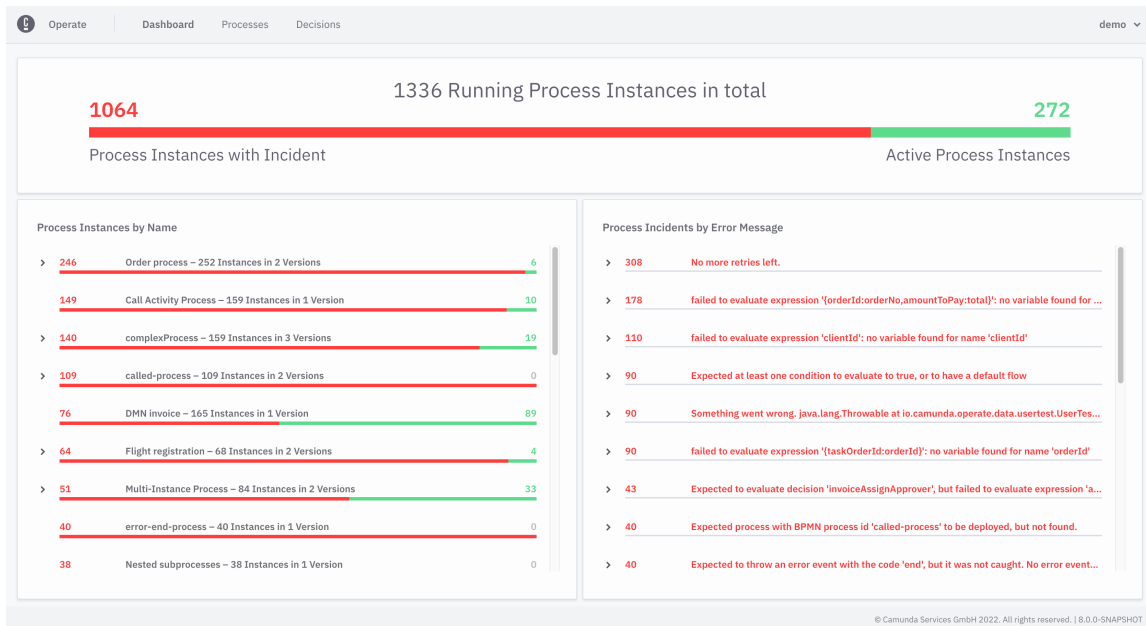 Operate
Dashboard
Processes
Decisions
demo
1336 Running Process Instances in total
1064
272
Process Instances with Incident
Active Process Instances
Process Instances by Name
246 Order process – 252 Instances in 2 Versions 6
149 Call Activity Process – 159 Instances in 1 Version 10
140 complexProcess – 159 Instances in 3 Versions 19
109 called-process – 109 Instances in 2 Versions 0
76 DMN invoice – 165 Instances in 1 Version 89
64 Flight registration – 68 Instances in 2 Versions 4
51 Multi-Instance Process – 84 Instances in 2 Versions 33
40 error-end-process – 40 Instances in 1 Version 0
38 Nested subprocesses – 38 Instances in 1 Version 0
Process Incidents by Error Message
308 No more retries left.
178 failed to evaluate expression '{orderId:orderNo,amountToPay:total}': no variable found for ...
110 failed to evaluate expression 'clientId': no variable found for name 'clientId'
90 Expected at least one condition to evaluate to true, or to have a default flow
90 Something went wrong. java.lang.Throwable at io.camunda.operate.data.usertest.UserTes...
90 failed to evaluate expression '{taskOrderId:orderId}': no variable found for name 'orderId'
43 Expected to evaluate decision 'invoiceAssignApprover', but failed to evaluate expression 'a...
40 Expected process with BPMN process id 'called-process' to be deployed, but not found.
40 Expected to throw an error event with the code 'end', but it was not caught. No error event...
© Camunda Services GmbH 2022. All rights reserved. | 8.0.0-SNAPSHOT